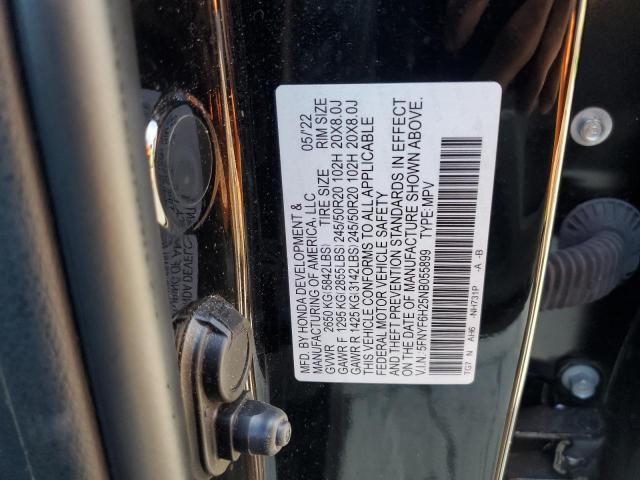 MFD. BY HONDA DEVELOPMENT &
MANUFACTURING OF AMERICA, LLC 05/'22
GVWR 2650 KG(5842LBS) TIRE SIZE RIM SIZE
GAWR F 1295 KG(2855LBS) 245/50R20 102H 20X8.0J
GAWR R 1425 KG(3142LBS) 245/50R20 102H 20X8.0J
THIS VEHICLE CONFORMS TO ALL APPLICABLE
FEDERAL MOTOR VEHICLE SAFETY
AND THEFT PREVENTION STANDARDS IN EFFECT
ON THE DATE OF MANUFACTURE SHOWN ABOVE.
V.I.N. 5FNYF6H25NB055899 TYPE:MPV
TG7 N AH6 NH731P -A -B